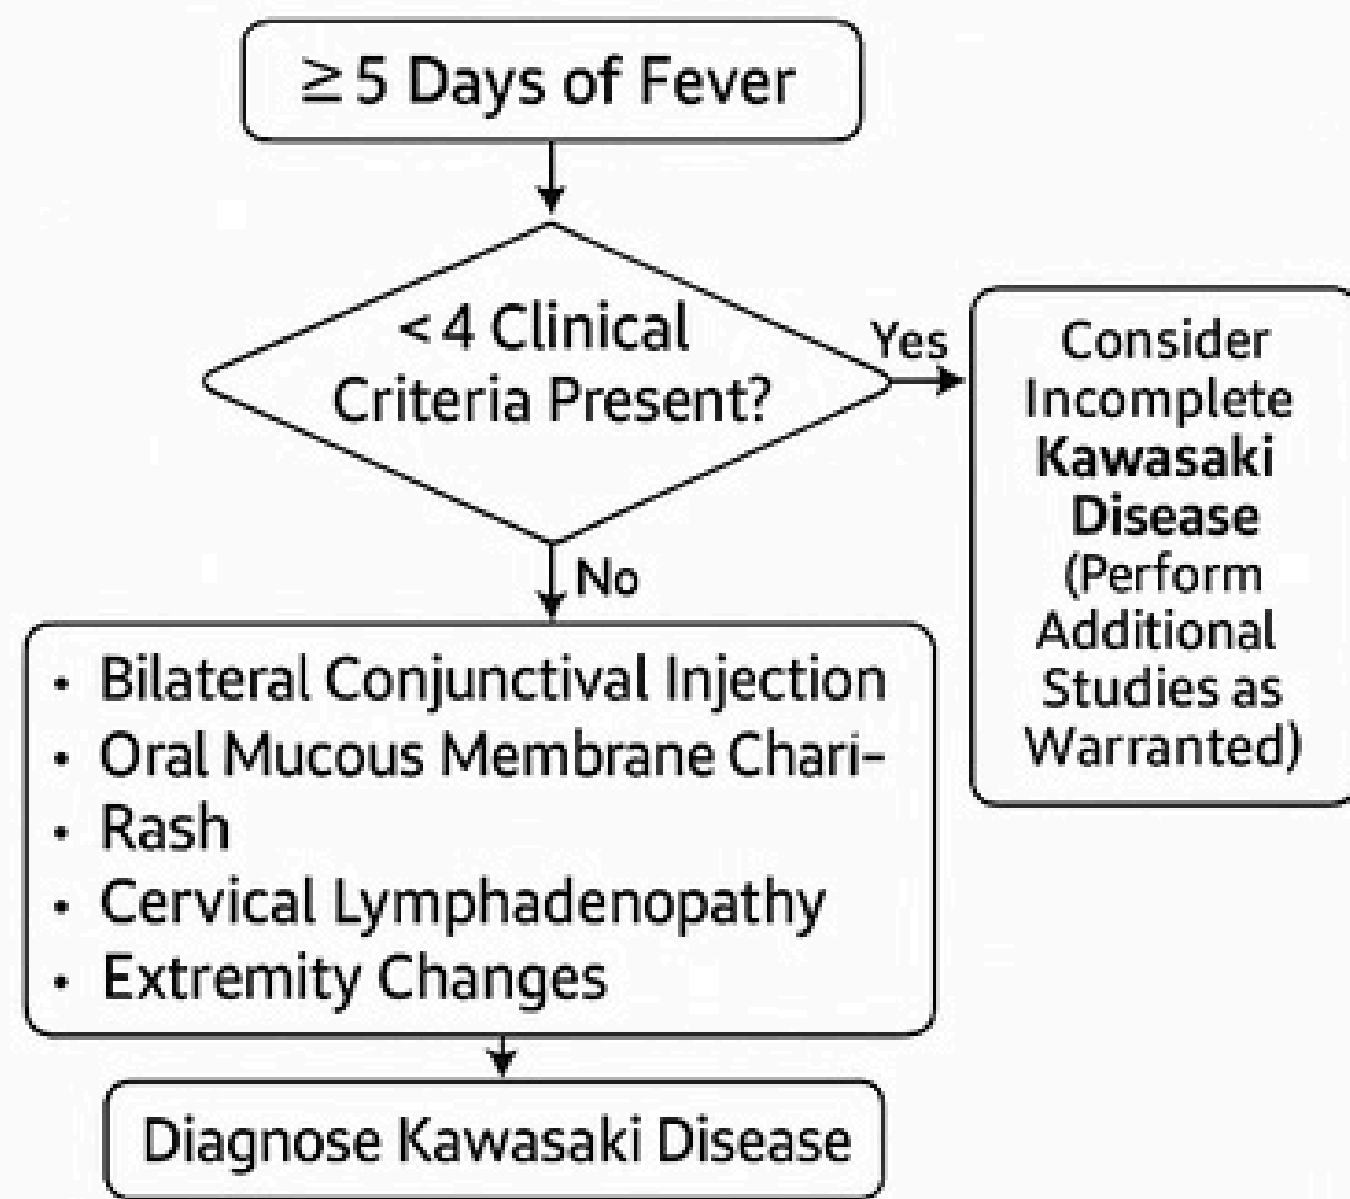 ≥ 5 Days of Fever
< 4 Clinical
Criteria Present?
Yes
Consider
Incomplete
Kawasaki
Disease
(Perform
Additional
Studies as
Warranted)
No
• Bilateral Conjunctival Injection
• Oral Mucous Membrane Chari–
• Rash
• Cervical Lymphadenopathy
• Extremity Changes
Diagnose Kawasaki Disease